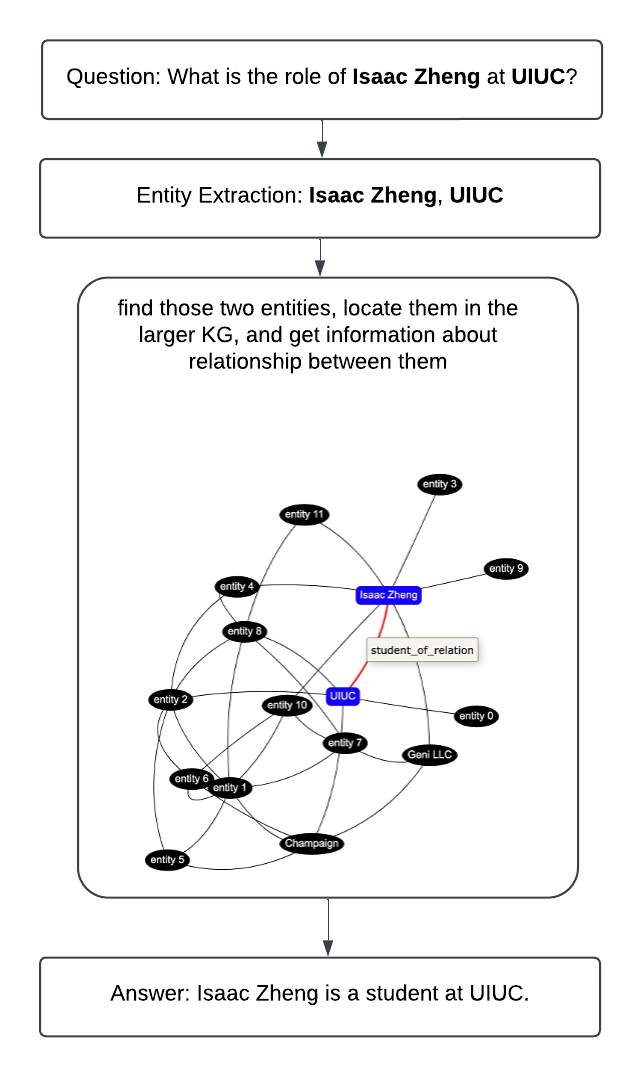 Question: What is the role of Isaac Zheng at UIUC?
Entity Extraction: Isaac Zheng, UIUC
find those two entities, locate them in the
larger KG, and get information about
relationship between them
entity 3
entity 11
entity 9
entity 4
Isaac Zheng
entity 8
student_of_relation
UIUC
entity 2
entity 10
entity 0
entity 7
Geni LLC
entity 6
entity 1
Champaign
entity 5
Answer: Isaac Zheng is a student at UIUC.